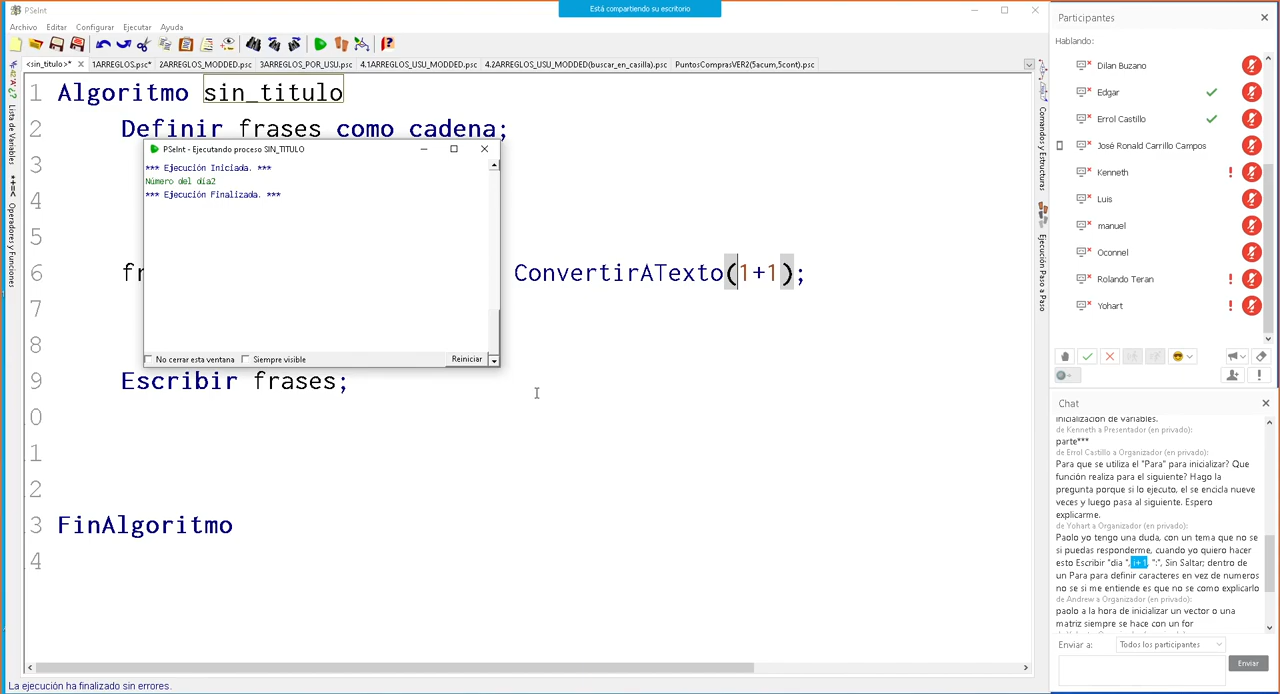 PSeInt
Está compartiendo su escritorio
Archivo Editar Configurar Ejecutar Ayuda
<sin_titulo>* 1ARREGLOS.psc* 2ARREGLOS_MODDED.psc 3ARREGLOS_POR_USU.psc 4.1ARREGLOS_USU_MODDED.psc 4.2ARREGLOS_USU_MODDED(buscar_en_casilla).psc PuntosComprasVER2(5acum,5cont).psc
Lista de Variables
Operadores y Funciones
1 Algoritmo sin_titulo
2 Definir frases como cadena;
3
4
5
6 fr ConvertirATexto(1+1);
7
8
9 Escribir frases;
0
1
2
3 FinAlgoritmo
4
PSeInt - Ejecutando proceso SIN_TITULO
*** Ejecución Iniciada. ***
Número del día2
*** Ejecución Finalizada. ***
No cerrar esta ventana Siempre visible Reiniciar
La ejecución ha finalizado sin errores.
Comandos y Estructuras
Ejecución Paso a Paso
Participantes
Hablando:
Dilan Buzano
Edgar
Errol Castillo
José Ronald Carrillo Campos
Kenneth
Luis
manuel
Oconnel
Rolando Teran
Yohart
Chat
inicialización de variables.
de Kenneth a Presentador (en privado):
parte***
de Errol Castillo a Organizador (en privado):
Para que se utiliza el "Para" para inicializar? Que
función realiza para el siguiente? Hago la
pregunta porque si lo ejecuto, el se encicla nueve
veces y luego pasa al siguiente. Espero
explicarme.
de Yohart a Organizador (en privado):
Paolo yo tengo una duda, con un tema que no se
si puedas responderme, cuando yo quiero hacer
esto Escribir "dia ", i+1, ":", Sin Saltar; dentro de
un Para para definir caracteres en vez de numeros
no se si me entiende es que no se como explicarlo
de Andrew a Organizador (en privado):
paolo a la hora de inicializar un vector o una
matriz siempre se hace con un for
Enviar a: Todos los participantes
Enviar